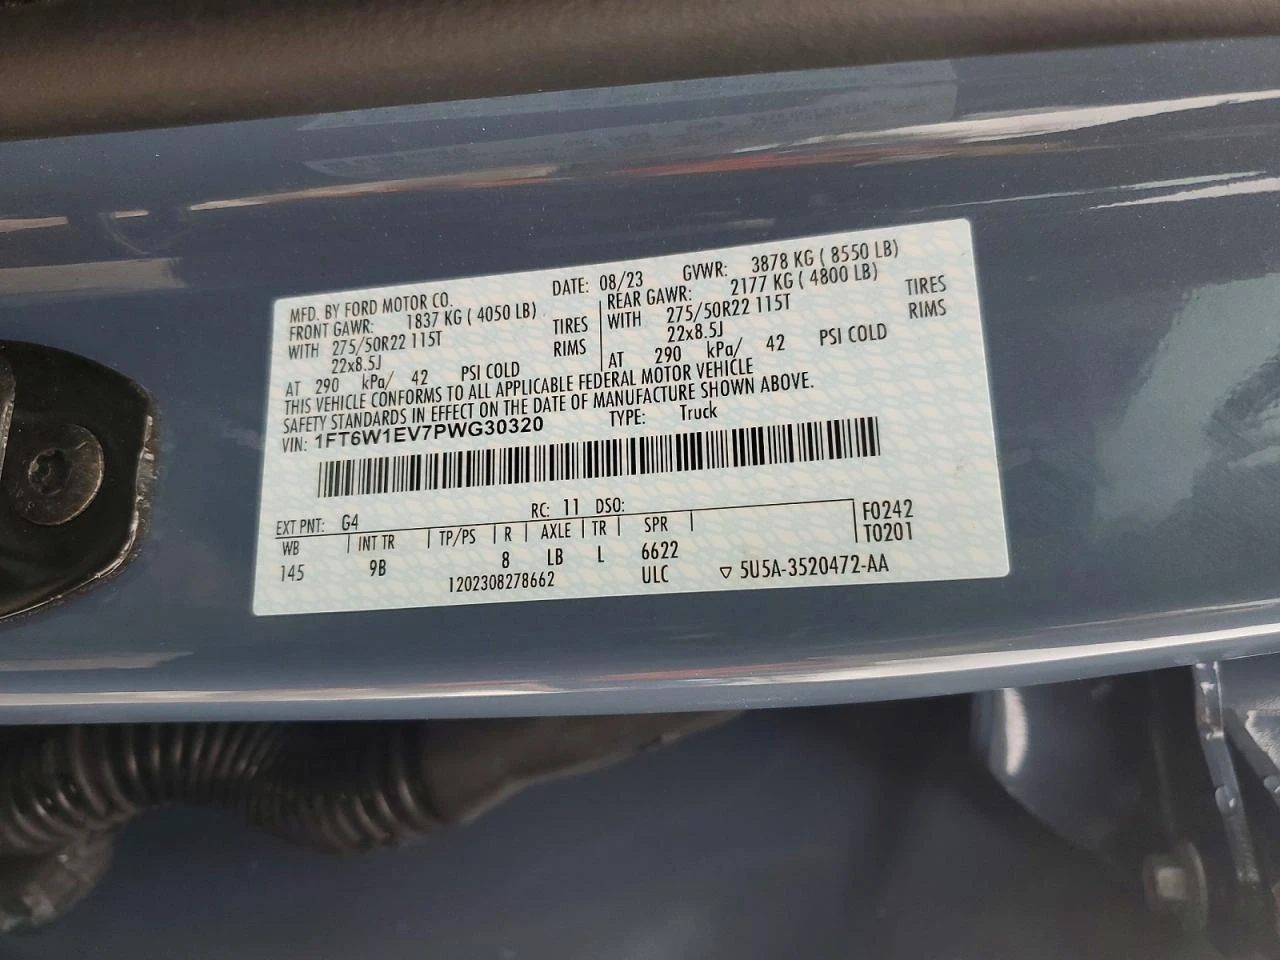 MFD. BY FORD MOTOR CO. DATE: 08/23 GVWR: 3878 KG ( 8550 LB)
FRONT GAWR: 1837 KG ( 4050 LB) REAR GAWR: 2177 KG ( 4800 LB)
WITH 275/50R22 115T TIRES WITH 275/50R22 115T TIRES
22x8.5J RIMS 22x8.5J RIMS
AT 290 kPa/ 42 PSI COLD AT 290 kPa/ 42 PSI COLD
THIS VEHICLE CONFORMS TO ALL APPLICABLE FEDERAL MOTOR VEHICLE
SAFETY STANDARDS IN EFFECT ON THE DATE OF MANUFACTURE SHOWN ABOVE.
VIN: 1FT6W1EV7PWG30320 TYPE: Truck
EXT PNT: G4 RC: 11 DSO: F0242
WB INT TR TP/PS R AXLE TR SPR T0201
145 9B 8 LB L 6622
1202308278662 ULC ▽ 5U5A-3520472-AA